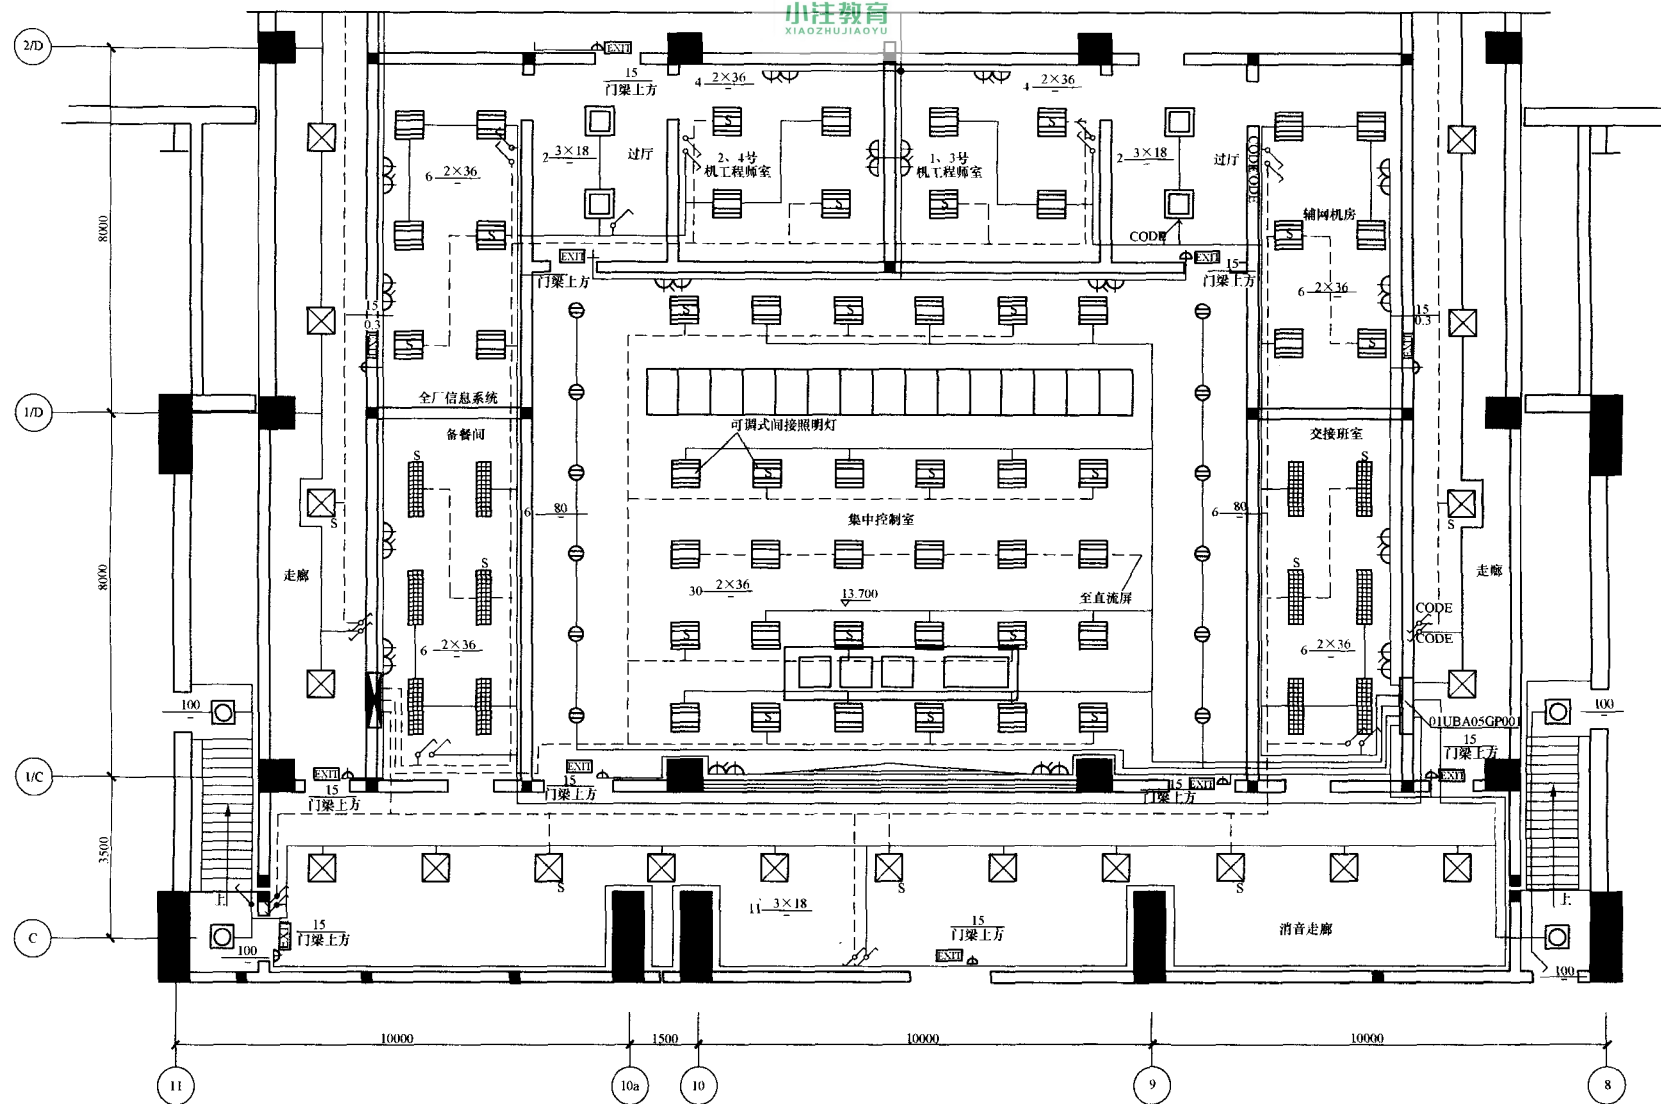 小注教育
XIAOZHUJIAOYU
2/D
EXIT
15
门梁上方
4 2×36
4 2×36
6 2×36
2 3×18
过厅
2、4号
机工程师室
1、3号
机工程师室
2 3×18
过厅
CODE
CODE
辅网机房
CODE
S
S
S
S
S
S
EXIT
门梁上方
EXIT
15
门梁上方
8000
15
0.3
EXIT
S
6 2×36
15
0.3
EXIT
S
S
S
S
全厂信息系统
1/D
备餐间
可调式间接照明灯
交接班室
S
S
S
S
S
S
S
6 80
集中控制室
6 80
8000
走廊
S
S
走廊
30 2×36
13.700
至直流屏
CODE
CODE
6 2×36
6 2×36
S
S
S
S
S
S
100
100
01UBA05GP001
15
门梁上方
1/C
EXIT
15
门梁上方
EXIT
15
门梁上方
15
EXIT
门梁上方
EXIT
3500
S
S
S
上
上
11 3×18
15
门梁上方
EXIT
15
门梁上方
EXIT
消音走廊
C
100
100
10000
1500
10000
10000
11
10a
10
9
8